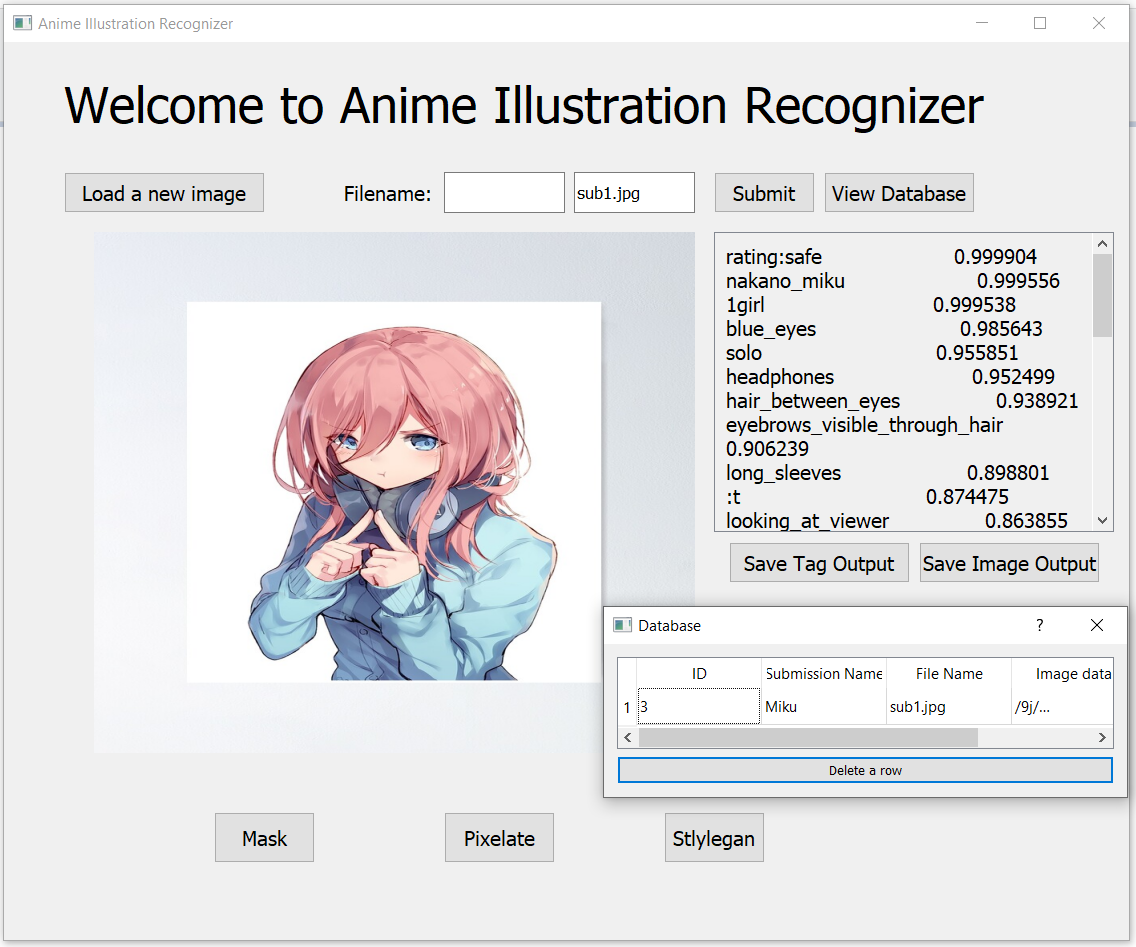 Anime Illustration Recognizer
Welcome to Anime Illustration Recognizer
Load a new image
Filename:
sub1.jpg
Submit
View Database
rating:safe 0.999904
nakano_miku 0.999556
1girl 0.999538
blue_eyes 0.985643
solo 0.955851
headphones 0.952499
hair_between_eyes 0.938921
eyebrows_visible_through_hair
0.906239
long_sleeves 0.898801
:t 0.874475
looking_at_viewer 0.863855
Save Tag Output
Save Image Output
Database
?
ID Submission Name File Name Image data
1 3 Miku sub1.jpg /9j/...
Delete a row
Mask
Pixelate
Stlylegan